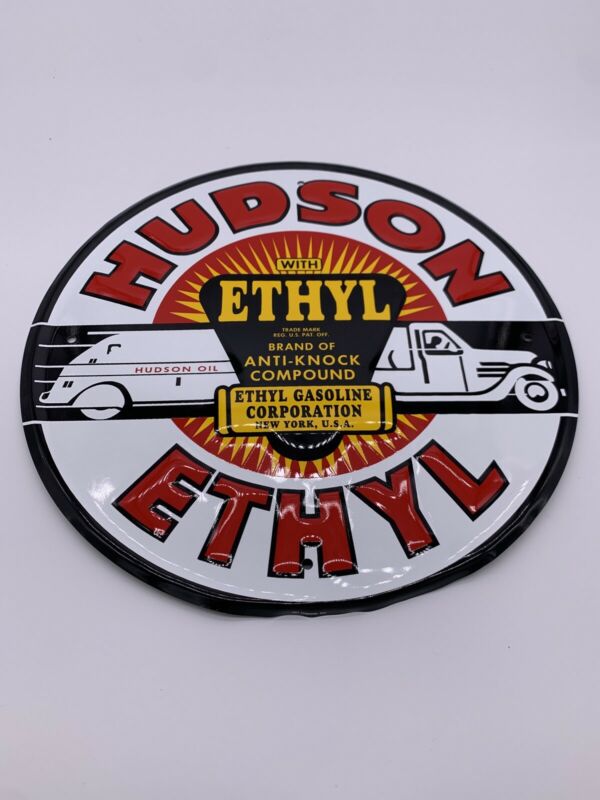 HUDSON
WITH
ETHYL
TRADE MARK
REG. U.S. PAT. OFF.
BRAND OF
ANTI-KNOCK
COMPOUND
HUDSON OIL
ETHYL GASOLINE
CORPORATION
NEW YORK, U.S.A.
ETHYL